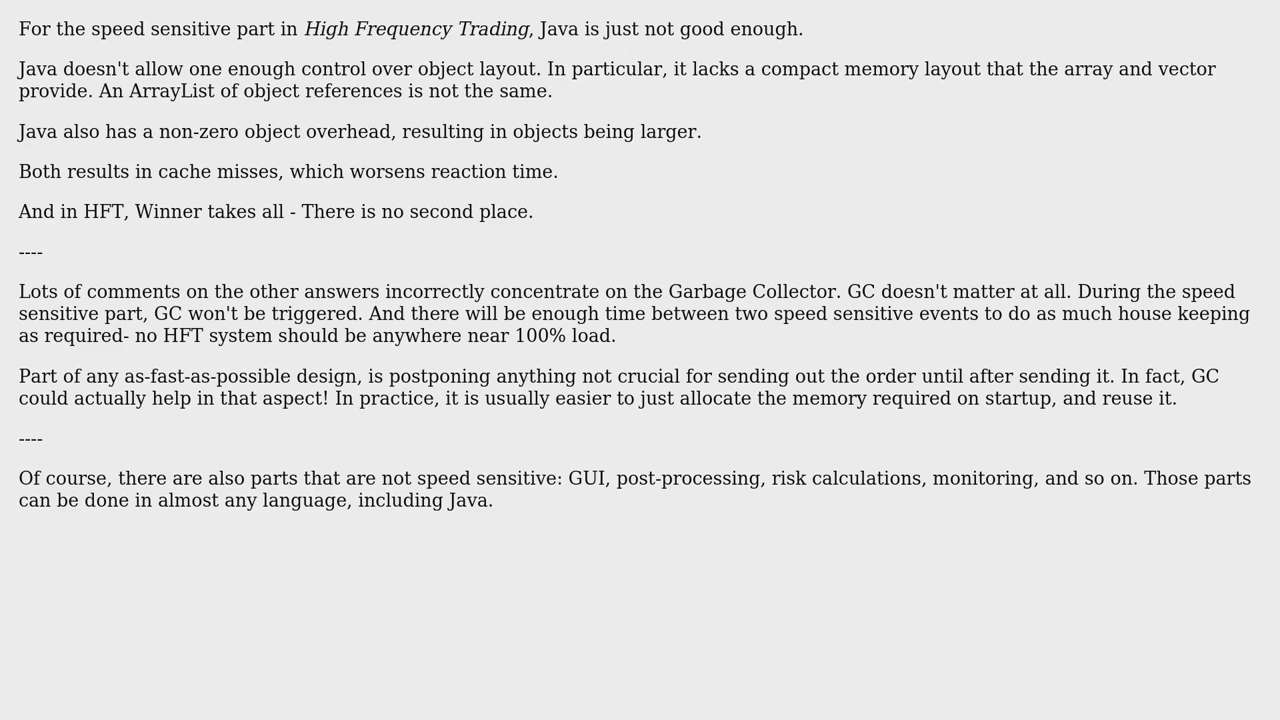 For the speed sensitive part in High Frequency Trading, Java is just not good enough.
Java doesn't allow one enough control over object layout. In particular, it lacks a compact memory layout that the array and vector
provide. An ArrayList of object references is not the same.
Java also has a non-zero object overhead, resulting in objects being larger.
Both results in cache misses, which worsens reaction time.
And in HFT, Winner takes all - There is no second place.
----
Lots of comments on the other answers incorrectly concentrate on the Garbage Collector. GC doesn't matter at all. During the speed
sensitive part, GC won't be triggered. And there will be enough time between two speed sensitive events to do as much house keeping
as required- no HFT system should be anywhere near 100% load.
Part of any as-fast-as-possible design, is postponing anything not crucial for sending out the order until after sending it. In fact, GC
could actually help in that aspect! In practice, it is usually easier to just allocate the memory required on startup, and reuse it.
----
Of course, there are also parts that are not speed sensitive: GUI, post-processing, risk calculations, monitoring, and so on. Those parts
can be done in almost any language, including Java.